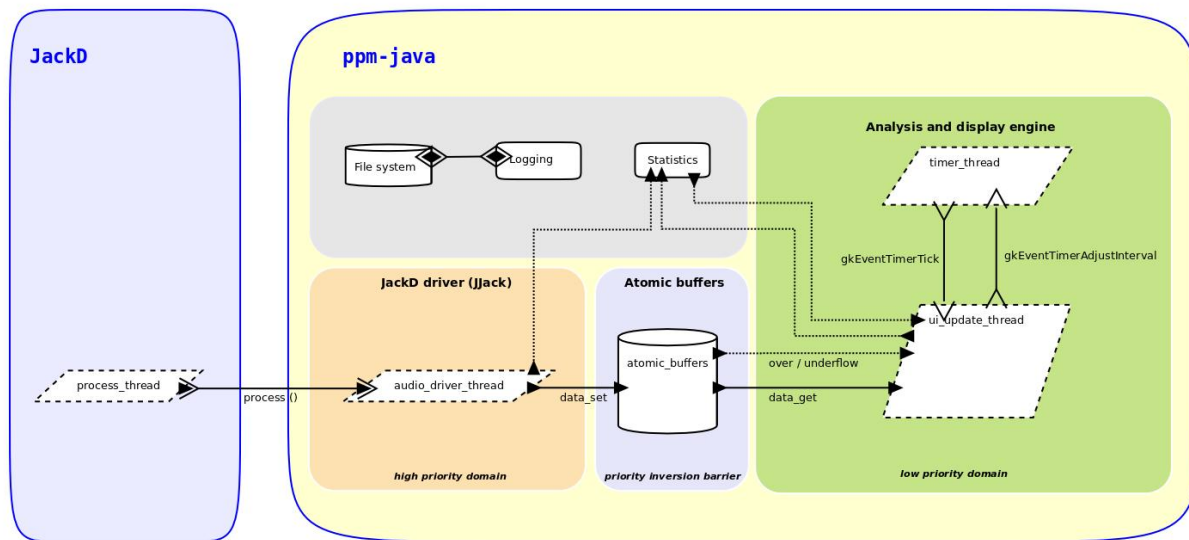 JackD
ppm-java
Analysis and display engine
File system
Logging
Statistics
timer_thread
gkEventTimerTick
gkEventTimerAdjustInterval
JackD driver (JJack)
Atomic buffers
ui_update_thread
atomic_buffers
over / underflow
process_thread
process ()
audio_driver_thread
data_set
data_get
high priority domain
priority inversion barrier
low priority domain